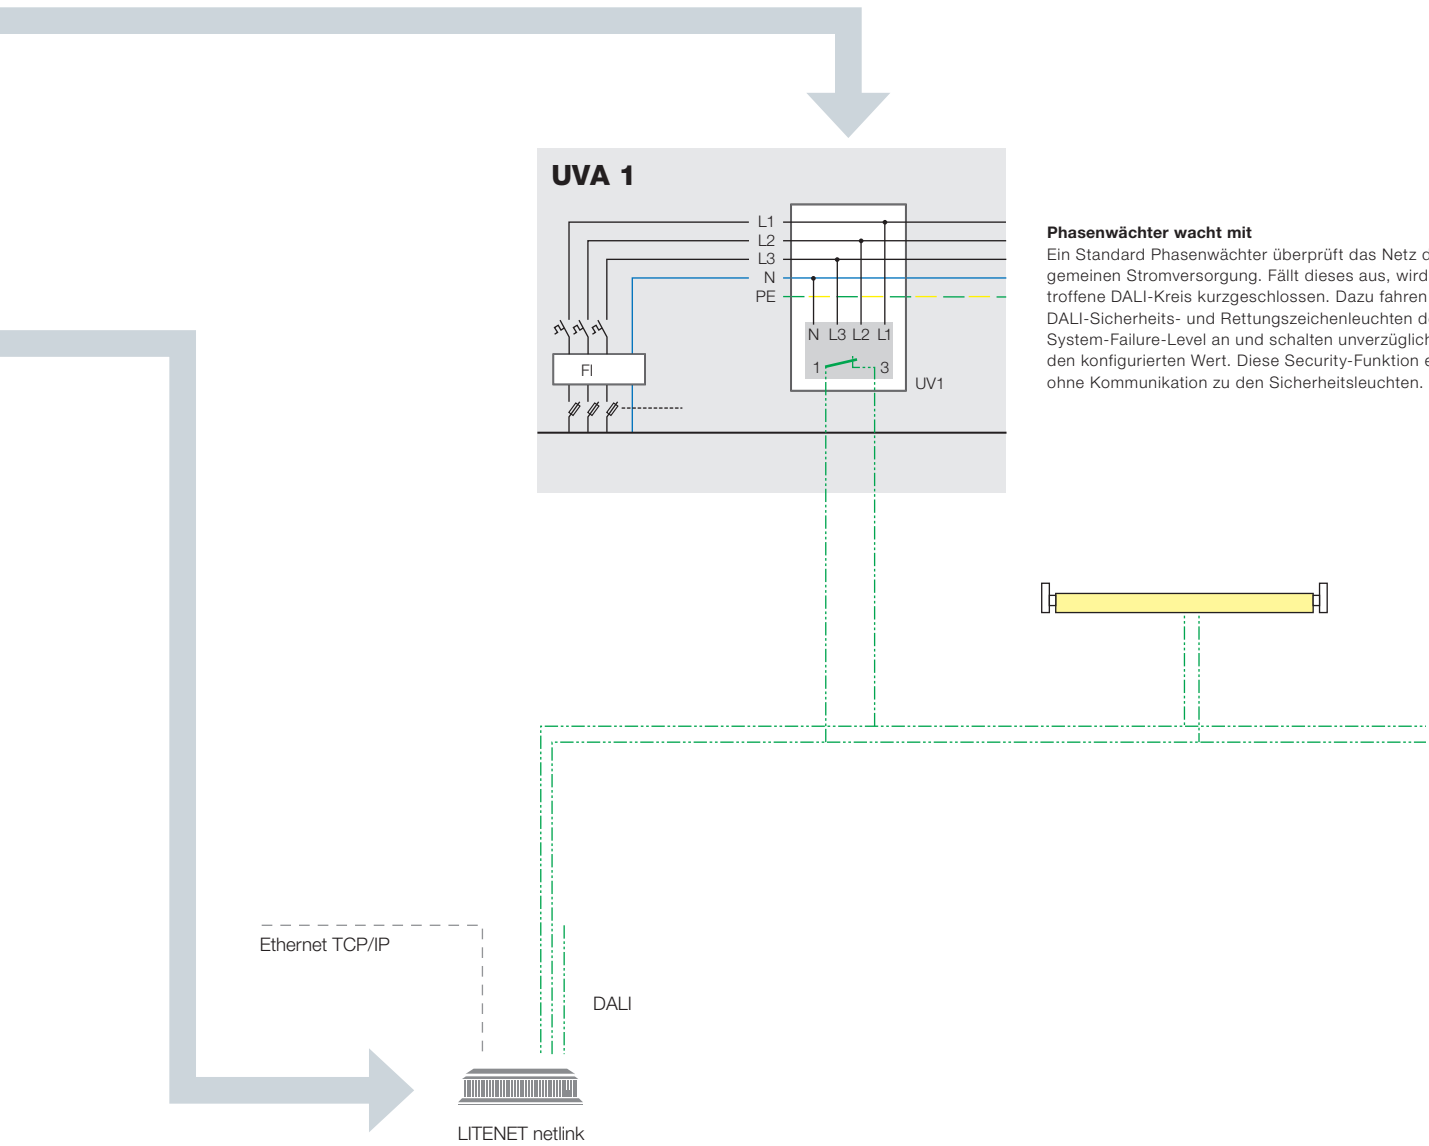 UVA 1
L1
L2
L3
N
PE
N L3 L2 L1
1 3
FI
UV1
Phasenwächter wacht mit
Ein Standard Phasenwächter überprüft das Netz
gemeinen Stromversorgung. Fällt dieses aus, wird
troffene DALI-Kreis kurzgeschlossen. Dazu fahren
DALI-Sicherheits- und Rettungszeichenleuchten
System-Failure-Level an und schalten unverzüglich
den konfigurierten Wert. Diese Security-Funktion
ohne Kommunikation zu den Sicherheitsleuchten.
Ethernet TCP/IP
DALI
LITENET netlink